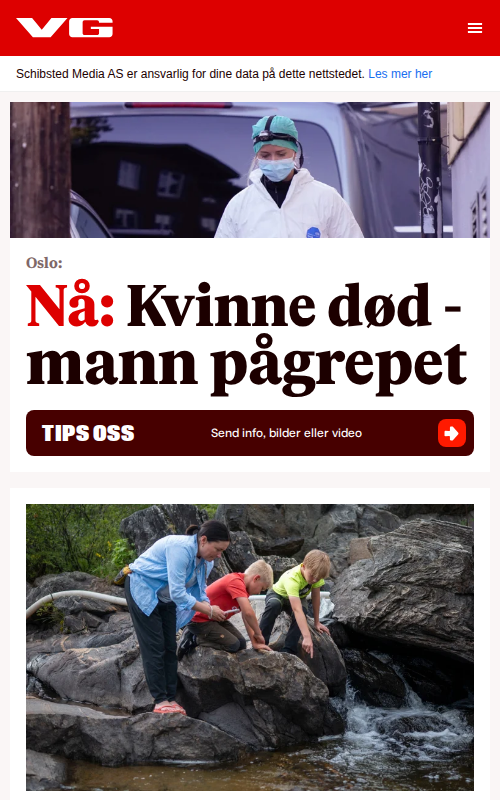 VG
Schibsted Media AS er ansvarlig for dine data på dette nettstedet. Les mer her
Oslo:
Nå: Kvinne død -
mann pågrepet
TIPS OSS
Send info, bilder eller video